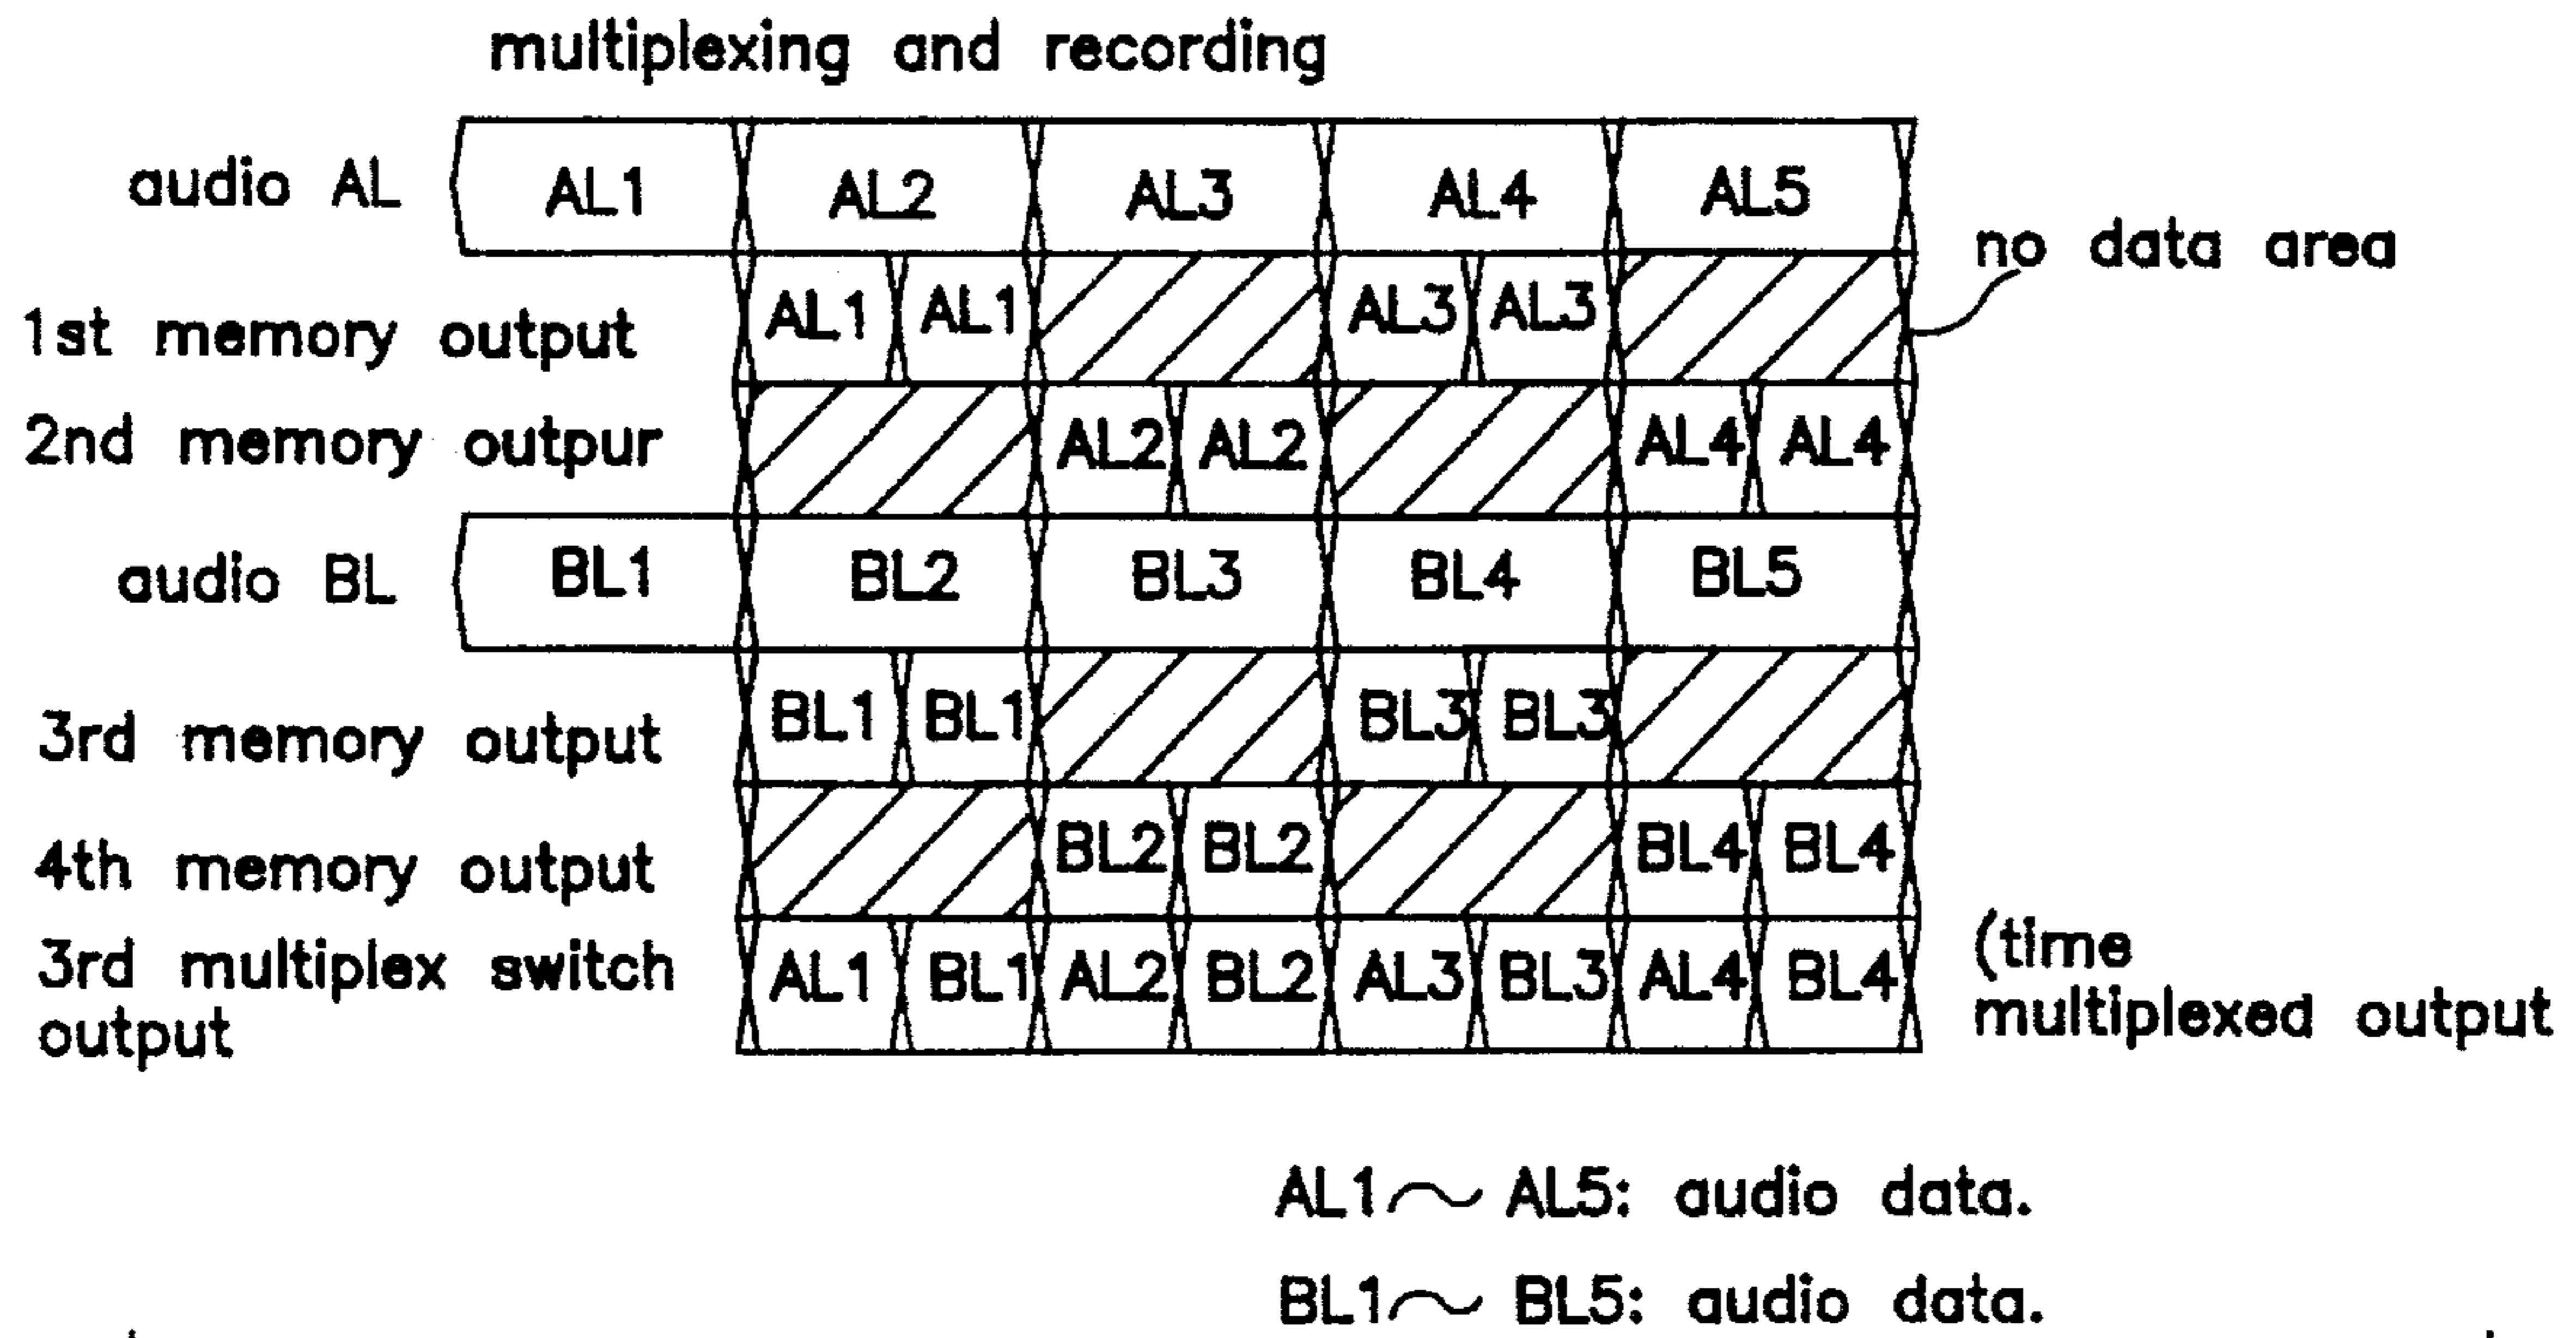 multiplexing and recording
audio AL AL1 AL2 AL3 AL4 AL5
no data area
1st memory output AL1 AL1 AL3 AL3
2nd memory outpur AL2 AL2 AL4 AL4
audio BL BL1 BL2 BL3 BL4 BL5
3rd memory output BL1 BL1 BL3 BL3
4th memory output BL2 BL2 BL4 BL4
3rd multiplex switch
output
AL1 BL1 AL2 BL2 AL3 BL3 AL4 BL4
(time
multiplexed output
AL1~AL5: audio data.
BL1~BL5: audio data.